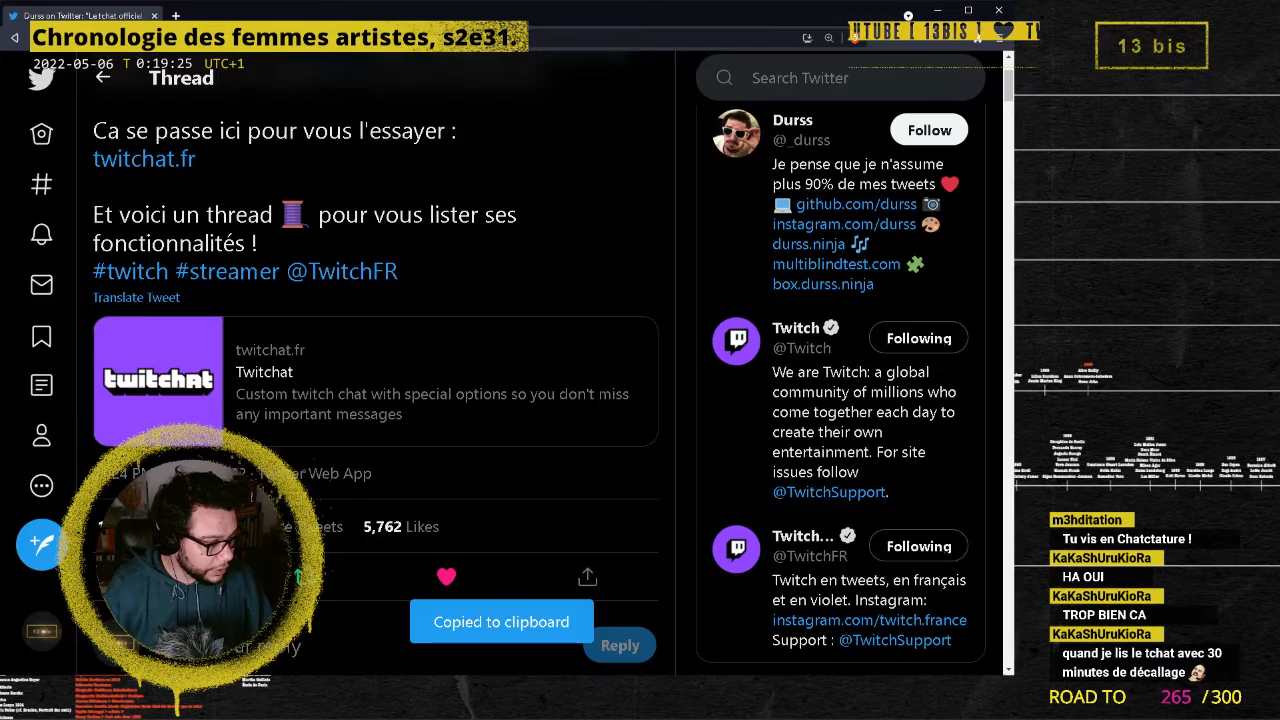 Durss on Twitter: "Le tchat officiel
Chronologie des femmes artistes, s2e31.
UTUBE [ 13BIS ]
13 bis
2022-05-06 T 0:19:25 UTC+1
Thread
Search Twitter
Ca se passe ici pour vous l'essayer :
twitchat.fr
Et voici un thread 🧵 pour vous lister ses
fonctionnalités !
#twitch #streamer @TwitchFR
Translate Tweet
twitchat
twitchat.fr
Twitchat
Custom twitch chat with special options so you don't miss
any important messages
Web App
5,762 Likes
Copied to clipboard
reply
Reply
Durss
@_durss
Follow
Je pense que je n'assume
plus 90% de mes tweets ❤️
💻 github.com/durss 📷
instagram.com/durss 🎨
durss.ninja 🎶
multiblindtest.com 🧩
box.durss.ninja
Twitch
@Twitch
Following
We are Twitch: a global
community of millions who
come together each day to
create their own
entertainment. For site
issues follow
@TwitchSupport.
Twitch...
@TwitchFR
Following
Twitch en tweets, en français
et en violet. Instagram:
instagram.com/twitch.france
Support : @TwitchSupport
m3hditation
Tu vis en Chatctature !
KaKaShUruKioRa
HA OUI
KaKaShUruKioRa
TROP BIEN CA
KaKaShUruKioRa
quand je lis le tchat avec 30
minutes de décallage
ROAD TO 265 / 300